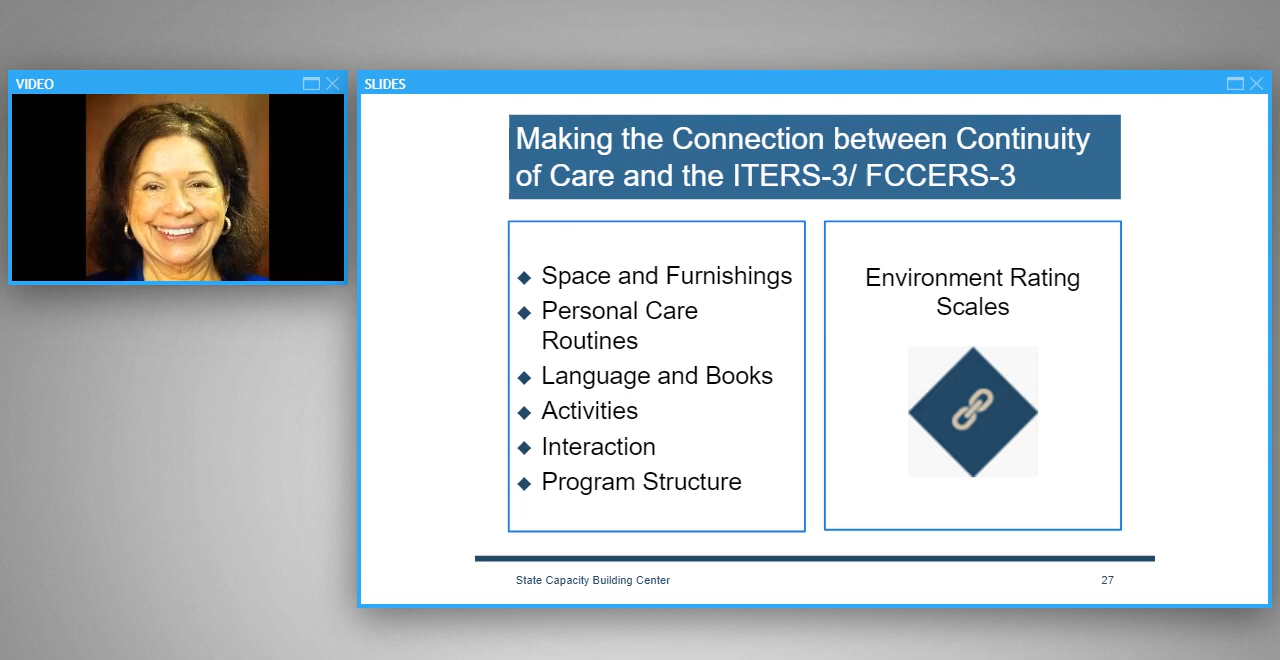 VIDEO
SLIDES
Making the Connection between Continuity
of Care and the ITERS-3/ FCCERS-3
Space and Furnishings
Personal Care
Routines
Language and Books
Activities
Interaction
Program Structure
Environment Rating
Scales
State Capacity Building Center
27